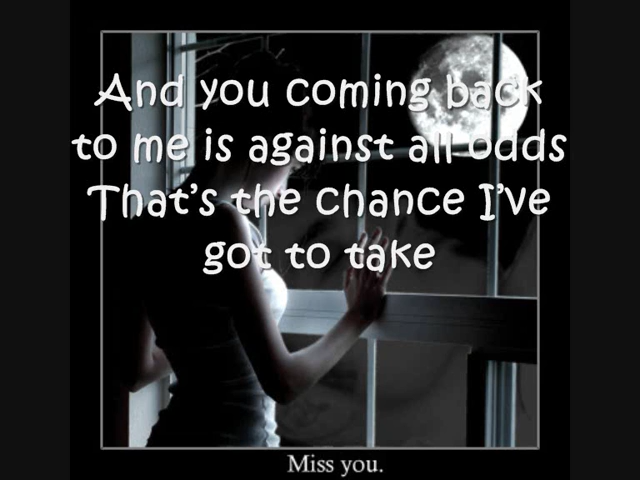 And you coming back
to me is against all odds
That's the chance I've
got to take
Miss you.